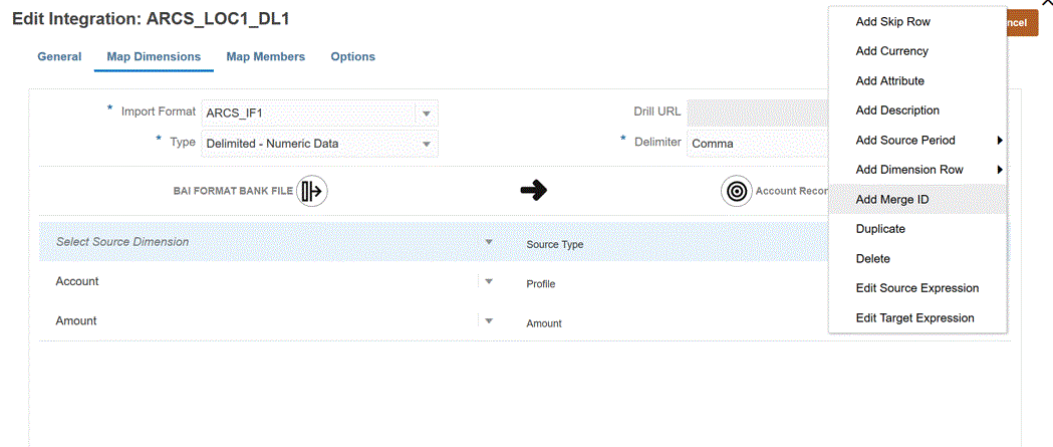 Edit Integration: ARCS_LOC1_DL1
General Map Dimensions Map Members Options
* Import Format ARCS_IF1 Drill URL
* Type Delimited - Numeric Data * Delimiter Comma
BAI FORMAT BANK FILE Account Recor
Select Source Dimension Source Type
Account Profile
Amount Amount
ncel
Add Skip Row
Add Currency
Add Attribute
Add Description
Add Source Period
Add Dimension Row
Add Merge ID
Duplicate
Delete
Edit Source Expression
Edit Target Expression